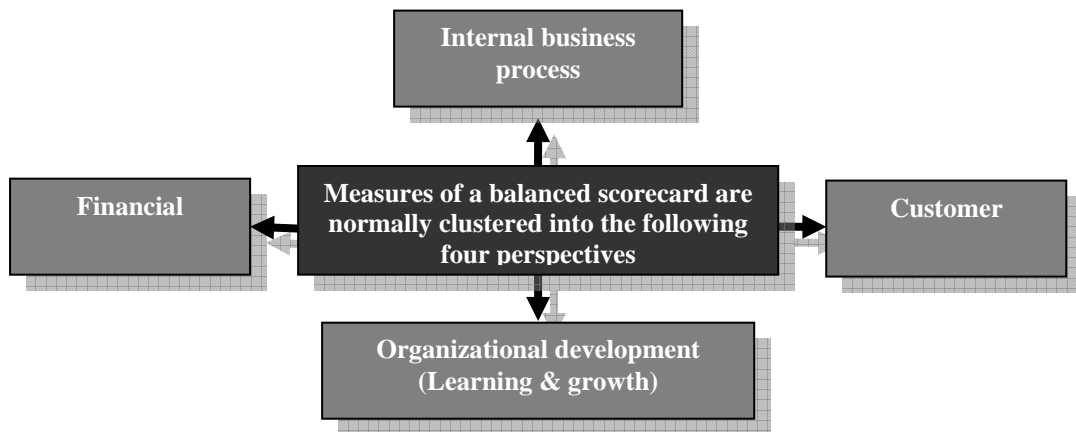 Internal business
process
Financial
Measures of a balanced scorecard are
normally clustered into the following
four perspectives
Customer
Organizational development
(Learning & growth)